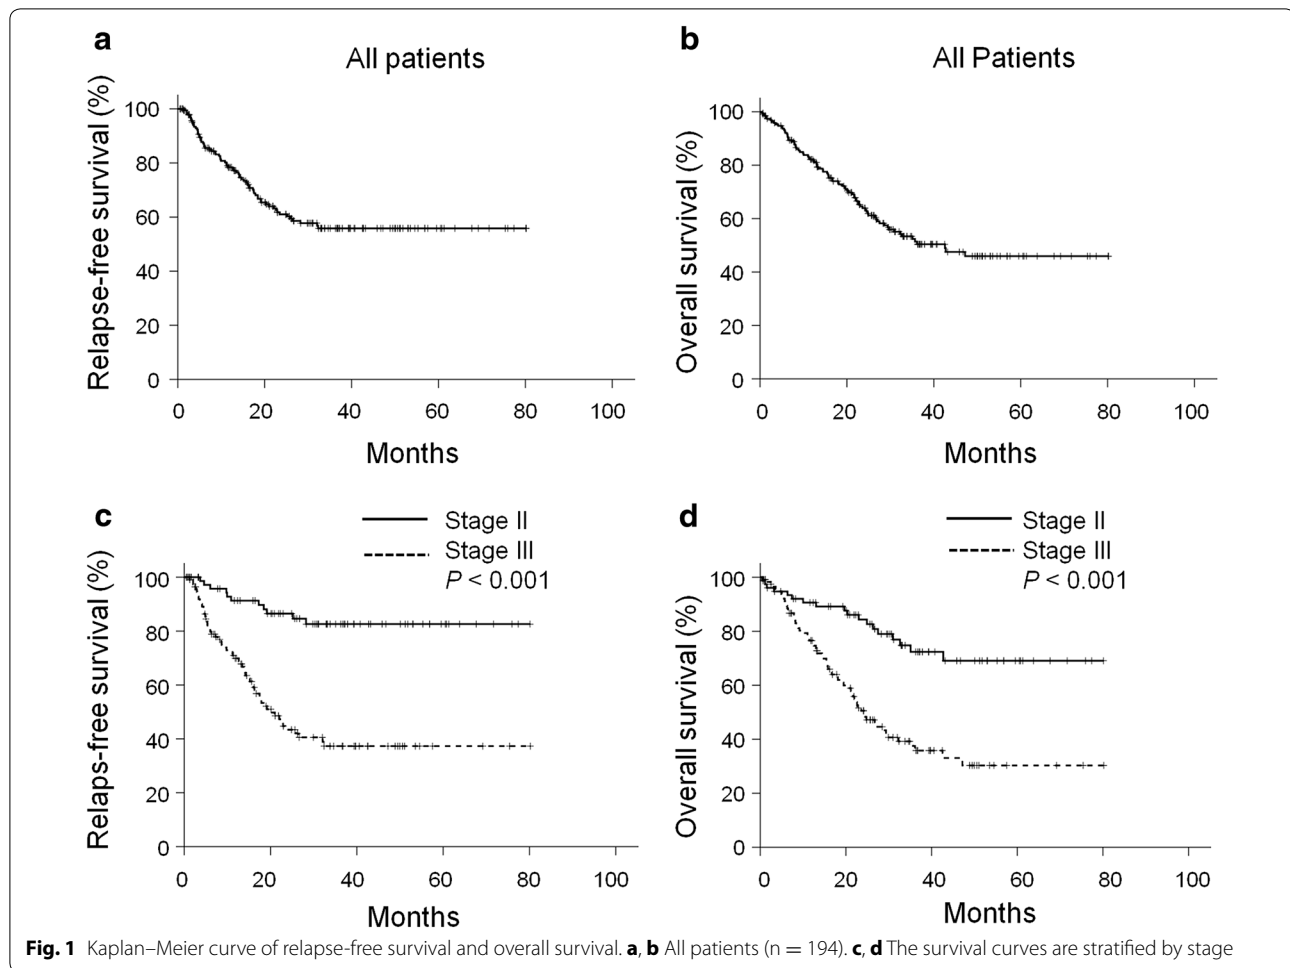 a
All patients
Relapse-free survival (%)
100
80
60
40
20
0
0 20 40 60 80 100
Months
b
All Patients
Overall survival (%)
100
80
60
40
20
0
0 20 40 60 80 100
Months
c
Stage II
Stage III
P < 0.001
Relaps-free survival (%)
100
80
60
40
20
0
0 20 40 60 80 100
Months
d
Stage II
Stage III
P < 0.001
Overall survival (%)
100
80
60
40
20
0
0 20 40 60 80 100
Months
Fig. 1 Kaplan–Meier curve of relapse-free survival and overall survival. a, b All patients (n = 194). c, d The survival curves are stratified by stage